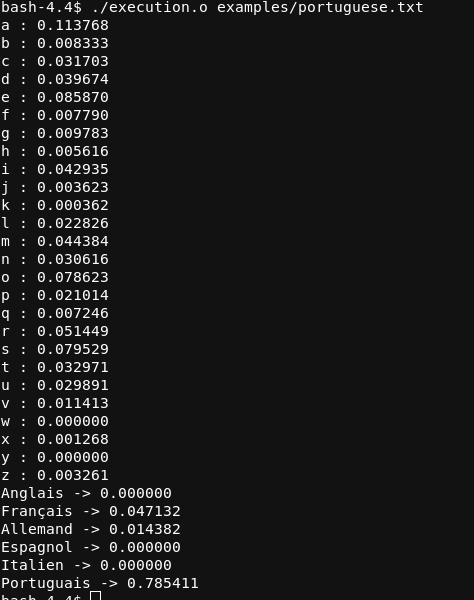 bash-4.4$ ./execution.o examples/portuguese.txt
a : 0.113768
b : 0.008333
c : 0.031703
d : 0.039674
e : 0.085870
f : 0.007790
g : 0.009783
h : 0.005616
i : 0.042935
j : 0.003623
k : 0.000362
l : 0.022826
m : 0.044384
n : 0.030616
o : 0.078623
p : 0.021014
q : 0.007246
r : 0.051449
s : 0.079529
t : 0.032971
u : 0.029891
v : 0.011413
w : 0.000000
x : 0.001268
y : 0.000000
z : 0.003261
Anglais -> 0.000000
Français -> 0.047132
Allemand -> 0.014382
Espagnol -> 0.000000
Italien -> 0.000000
Portuguais -> 0.785411
bash-4.4$